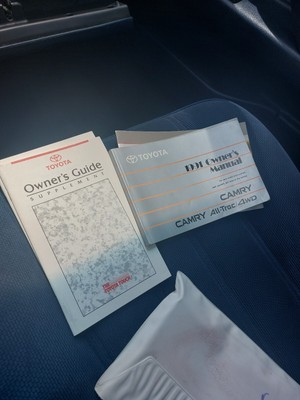 TOYOTA
Owner's Guide
SUPPLEMENT
TOYOTA
1991 Owner's
Manual
CAMRY
CAMRY All-Trac/4WD